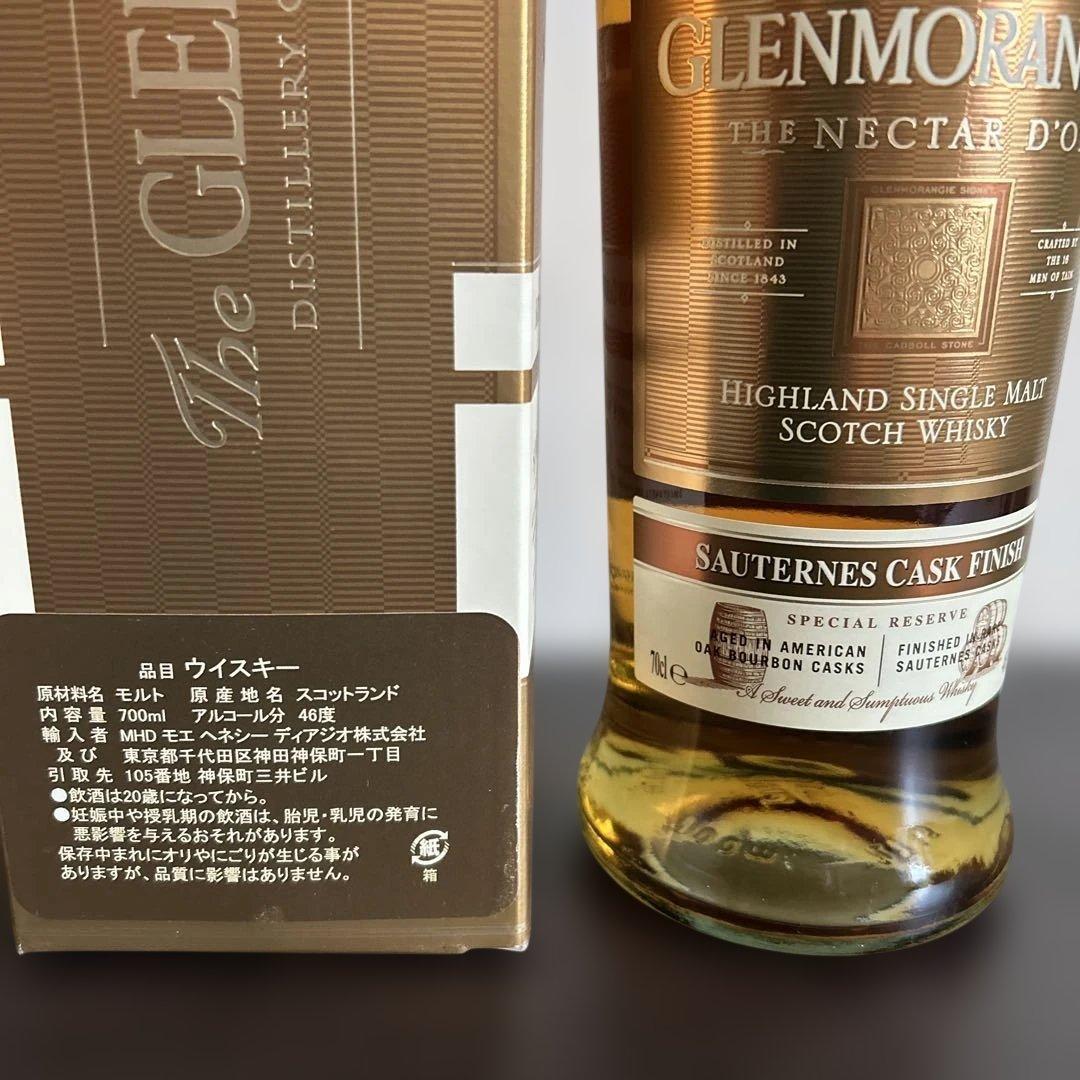 The GLE
DISTILLERY
GLENMORAN
THE NECTAR D'O
GLENMORANGIE SIGNET
DISTILLED IN
SCOTLAND
SINCE 1843
CRAFTED BY
THE 16
MEN OF TAIN
THE CADBOLL STONE
HIGHLAND SINGLE MALT
SCOTCH WHISKY
SAUTERNES CASK FINISH
SPECIAL RESERVE
AGED IN AMERICAN
OAK BOURBON CASKS
FINISHED IN RARE
SAUTERNES CASKS
70cl e
A Sweet and Sumptuous Whisky
品目 ウイスキー
原材料名 モルト 原産地名 スコットランド
内容量 700ml アルコール分 46度
輸入者 MHD モエ ヘネシー ディアジオ株式会社
及び 東京都千代田区神田神保町一丁目
引取先 105番地 神保町三井ビル
●飲酒は20歳になってから。
●妊娠中や授乳期の飲酒は、胎児・乳児の発育に
悪影響を与えるおそれがあります。
保存中まれにオリやにごりが生じる事が
ありますが、品質に影響はありません。
紙
箱